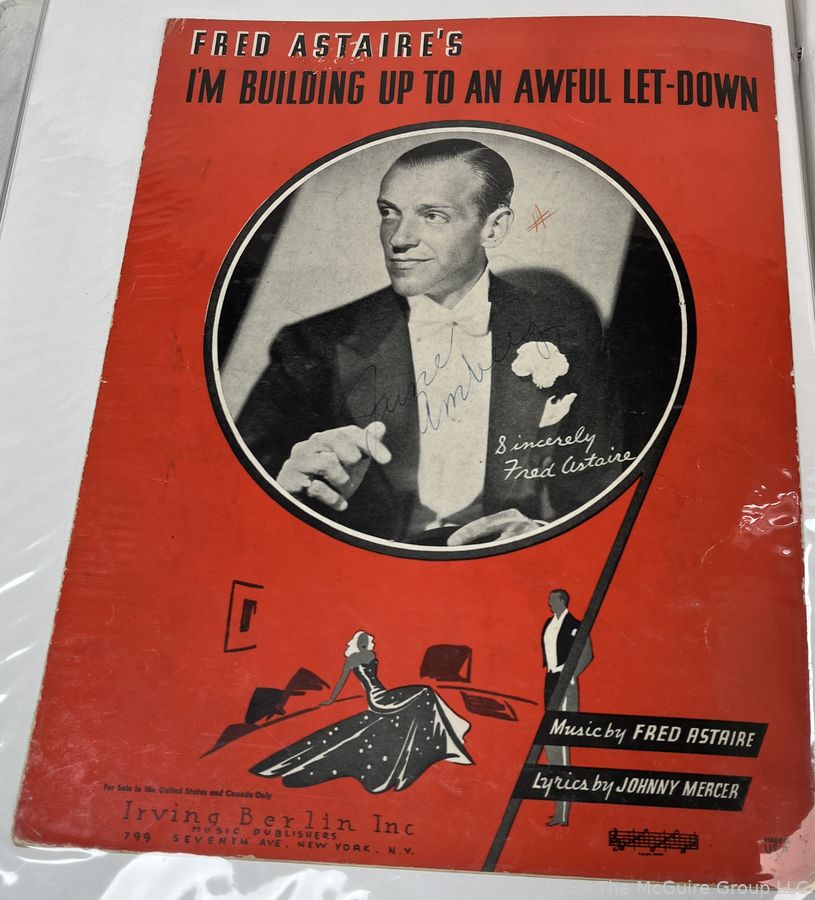 FRED ASTAIRE'S
I'M BUILDING UP TO AN AWFUL LET-DOWN
#
June
Amberg
Sincerely
Fred Astaire
Music by FRED ASTAIRE
Lyrics by JOHNNY MERCER
For Sale in the United States and Canada Only
Irving Berlin Inc
MUSIC PUBLISHERS
799 SEVENTH AVE. NEW YORK. N.Y.
MADE
USA
The McGuire Group LLC